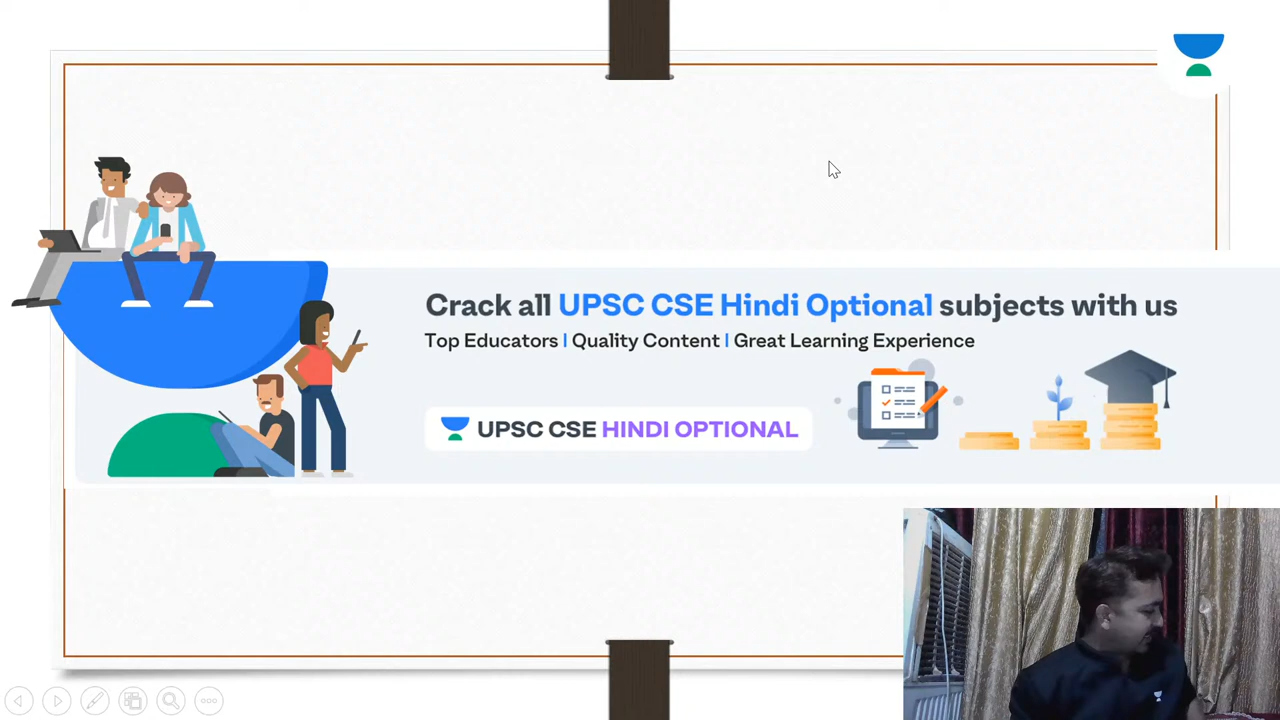 Crack all UPSC CSE Hindi Optional subjects with us
Top Educators I Quality Content I Great Learning Experience
UPSC CSE HINDI OPTIONAL